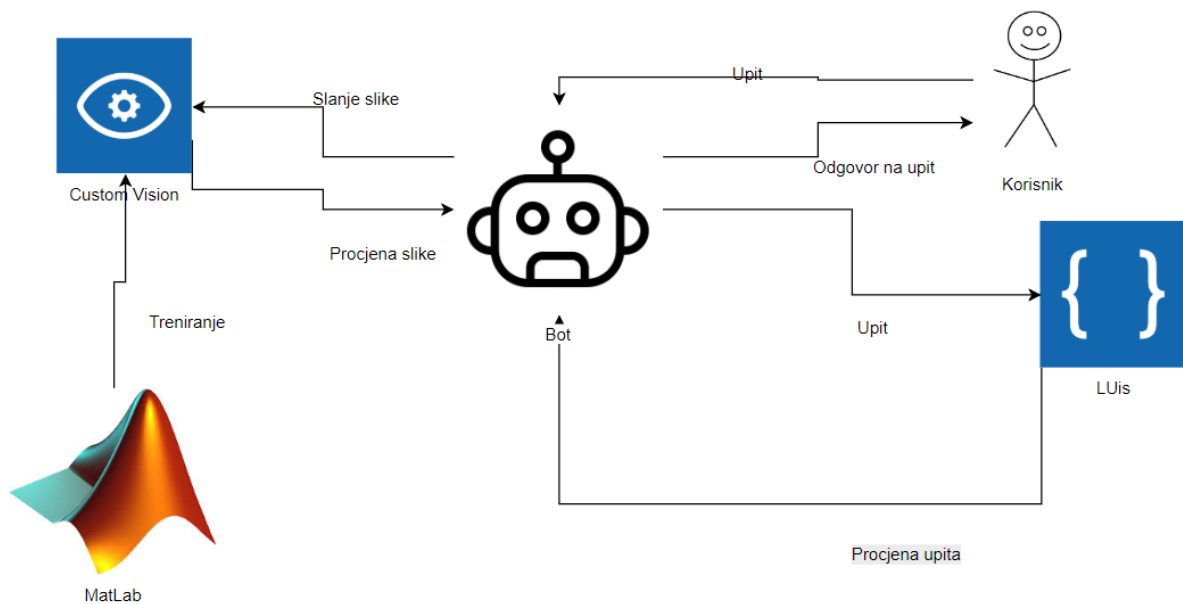 Upit
Slanje slike
Odgovor na upit
Korisnik
Custom Vision
Procjena slike
Treniranje
Bot
Upit
{ }
LUis
Procjena upita
MatLab